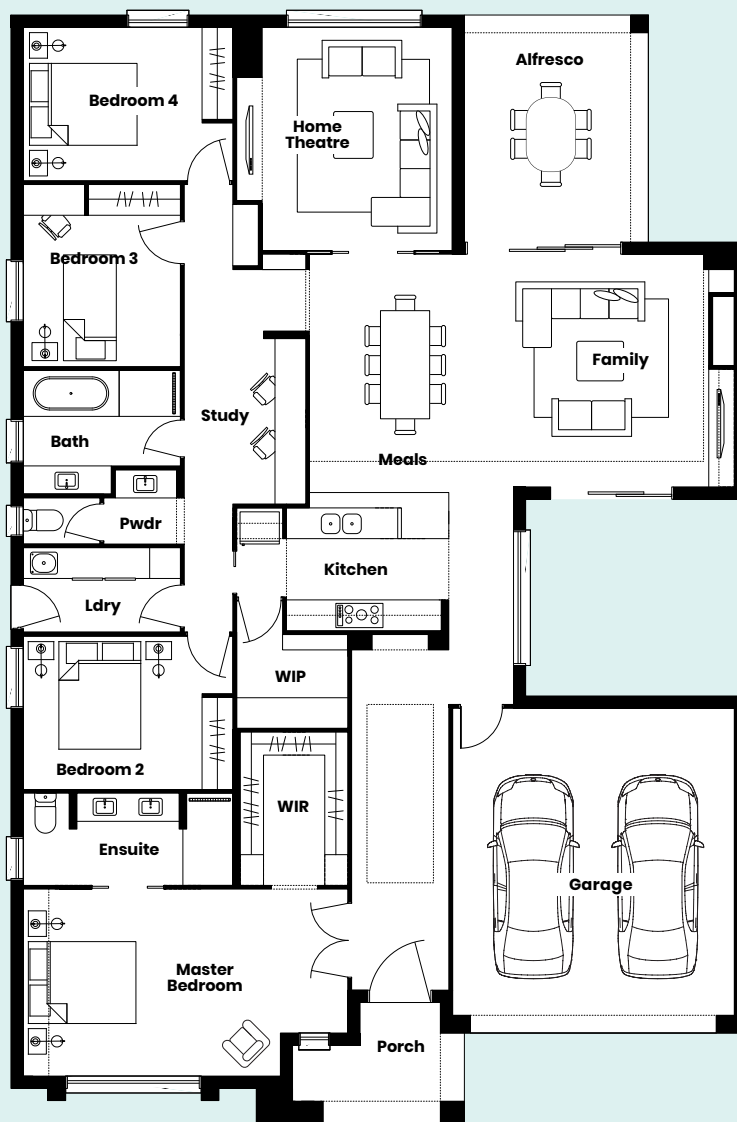 Alfresco
Bedroom 4
Home
Theatre
Bedroom 3
Family
Study
Bath
Meals
Pwdr
Kitchen
Ldry
WIP
Bedroom 2
WIR
Ensuite
Garage
Master
Bedroom
Porch